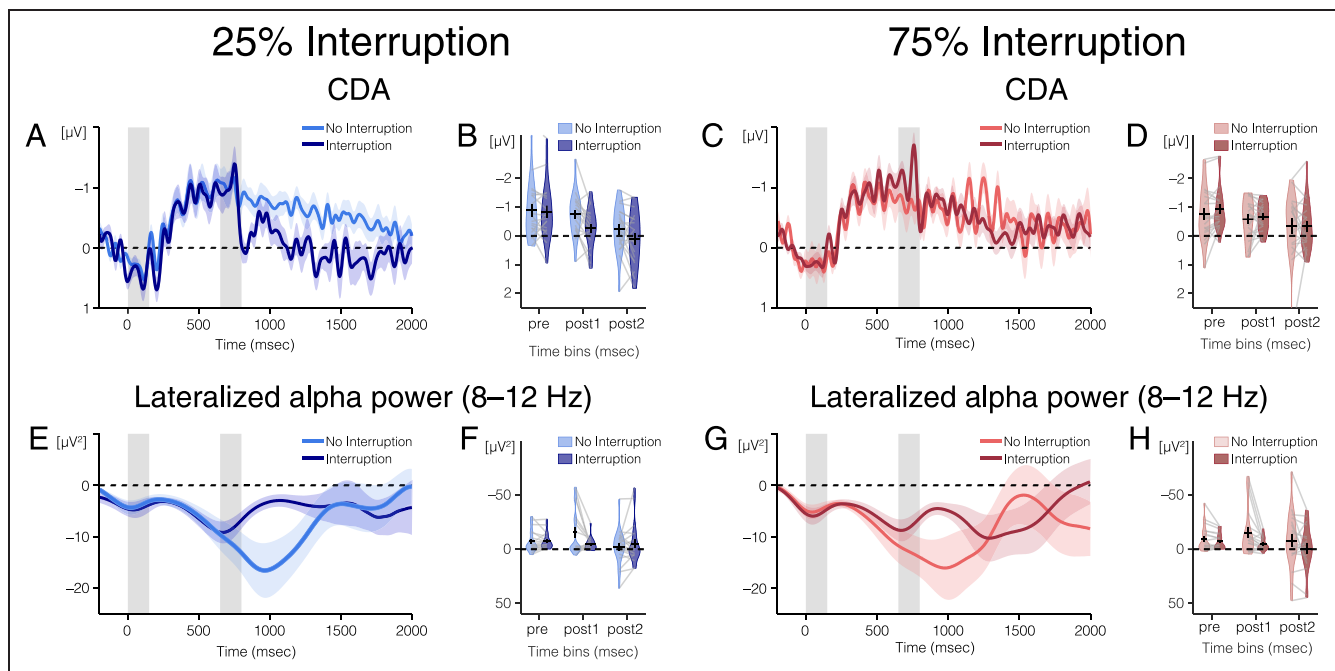 25% Interruption
CDA
A
[µV]
−1
0
1
No Interruption
Interruption
0
500
1000
1500
2000
Time (msec)
B
[µV]
−2
−1
0
1
2
No Interruption
Interruption
pre
post1
post2
Time bins (msec)
75% Interruption
CDA
C
[µV]
−1
0
1
No Interruption
Interruption
0
500
1000
1500
2000
Time (msec)
D
[µV]
−2
−1
0
1
2
No Interruption
Interruption
pre
post1
post2
Time bins (msec)
Lateralized alpha power (8–12 Hz)
E
[µV²]
0
−10
−20
No Interruption
Interruption
0
500
1000
1500
2000
Time (msec)
F
[µV²]
−50
0
50
No Interruption
Interruption
pre
post1
post2
Time bins (msec)
Lateralized alpha power (8–12 Hz)
G
[µV²]
0
−10
−20
No Interruption
Interruption
0
500
1000
1500
2000
Time (msec)
H
[µV²]
−50
0
50
No Interruption
Interruption
pre
post1
post2
Time bins (msec)